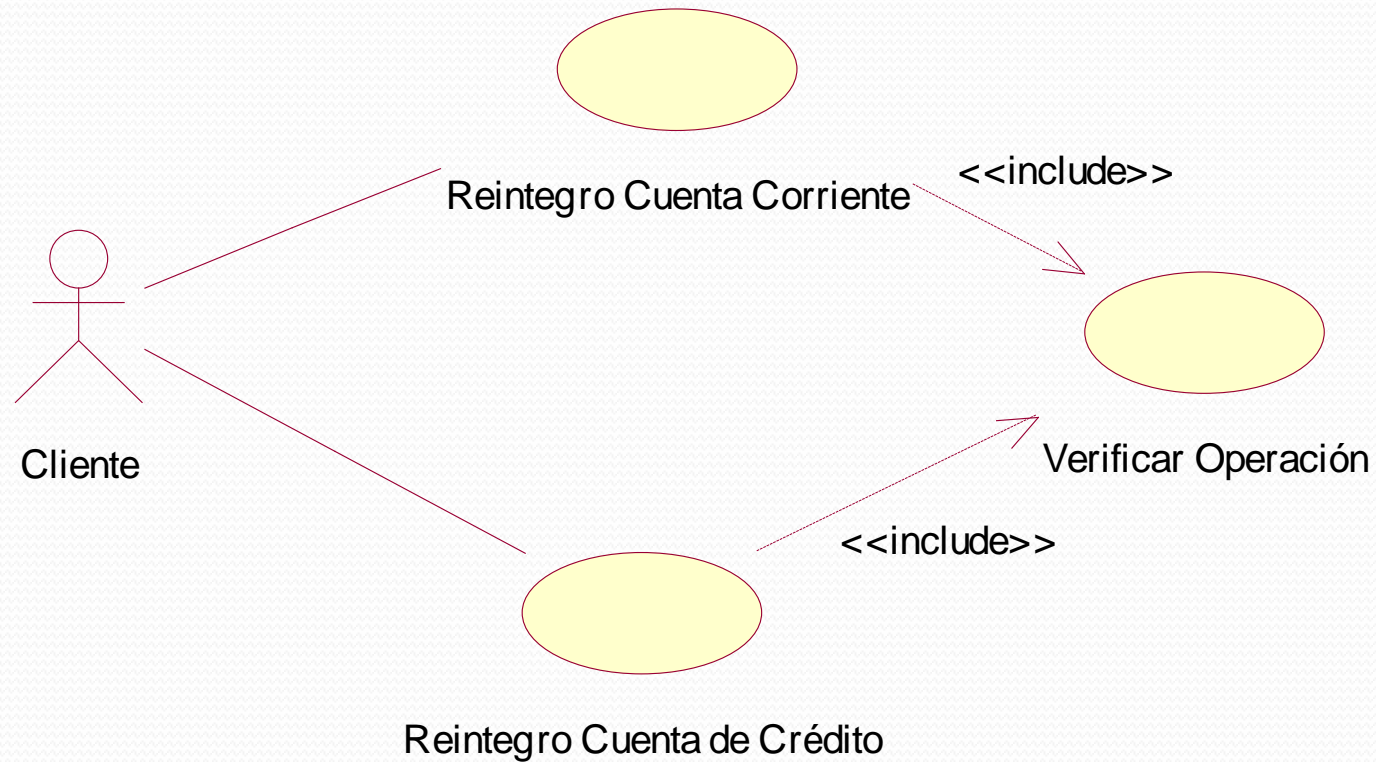 <<include>>
Reintegro Cuenta Corriente
Cliente
Verificar Operación
<<include>>
Reintegro Cuenta de Crédito